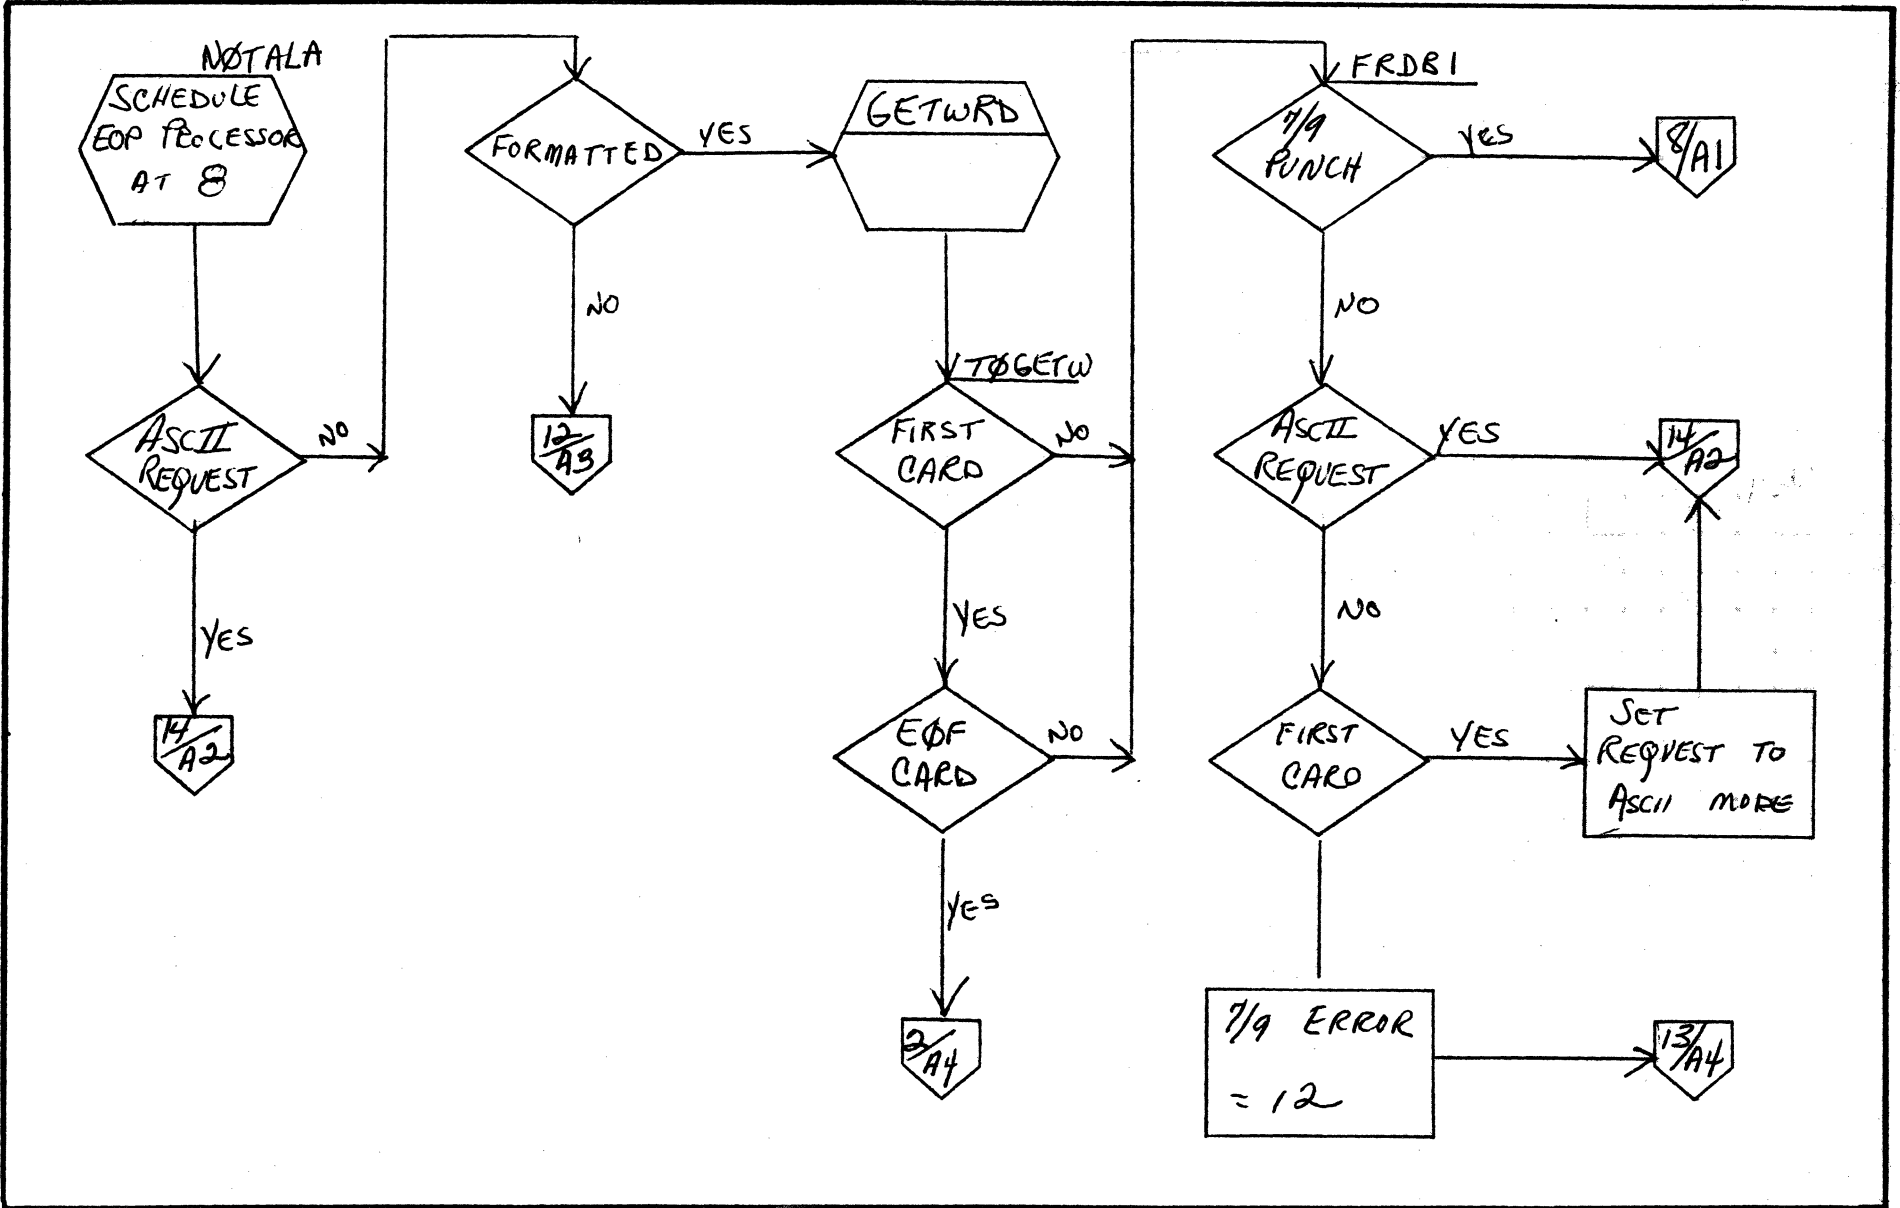 NØTALA
SCHEDULE
EOP PROCESSOR
AT 8
ASCII
REQUEST
NO
YES
14/A2
FORMATTED
YES
NO
12/A3
GETWRD
TØGETW
FIRST
CARD
NO
YES
EØF
CARD
NO
YES
2/A4
FRDB1
7/9
PUNCH
YES
8/A1
NO
ASCII
REQUEST
YES
14/A2
NO
FIRST
CARD
YES
SET
REQUEST TO
ASCII MODE
7/9 ERROR
= 12
13/A4